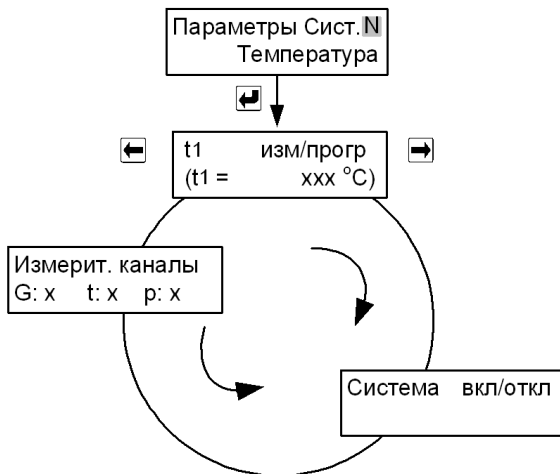 Параметры Сист. N
Температура
t1 изм/прогр
(t1 = xxx °C)
Измерит. каналы
G: x t: x p: x
Система вкл/откл